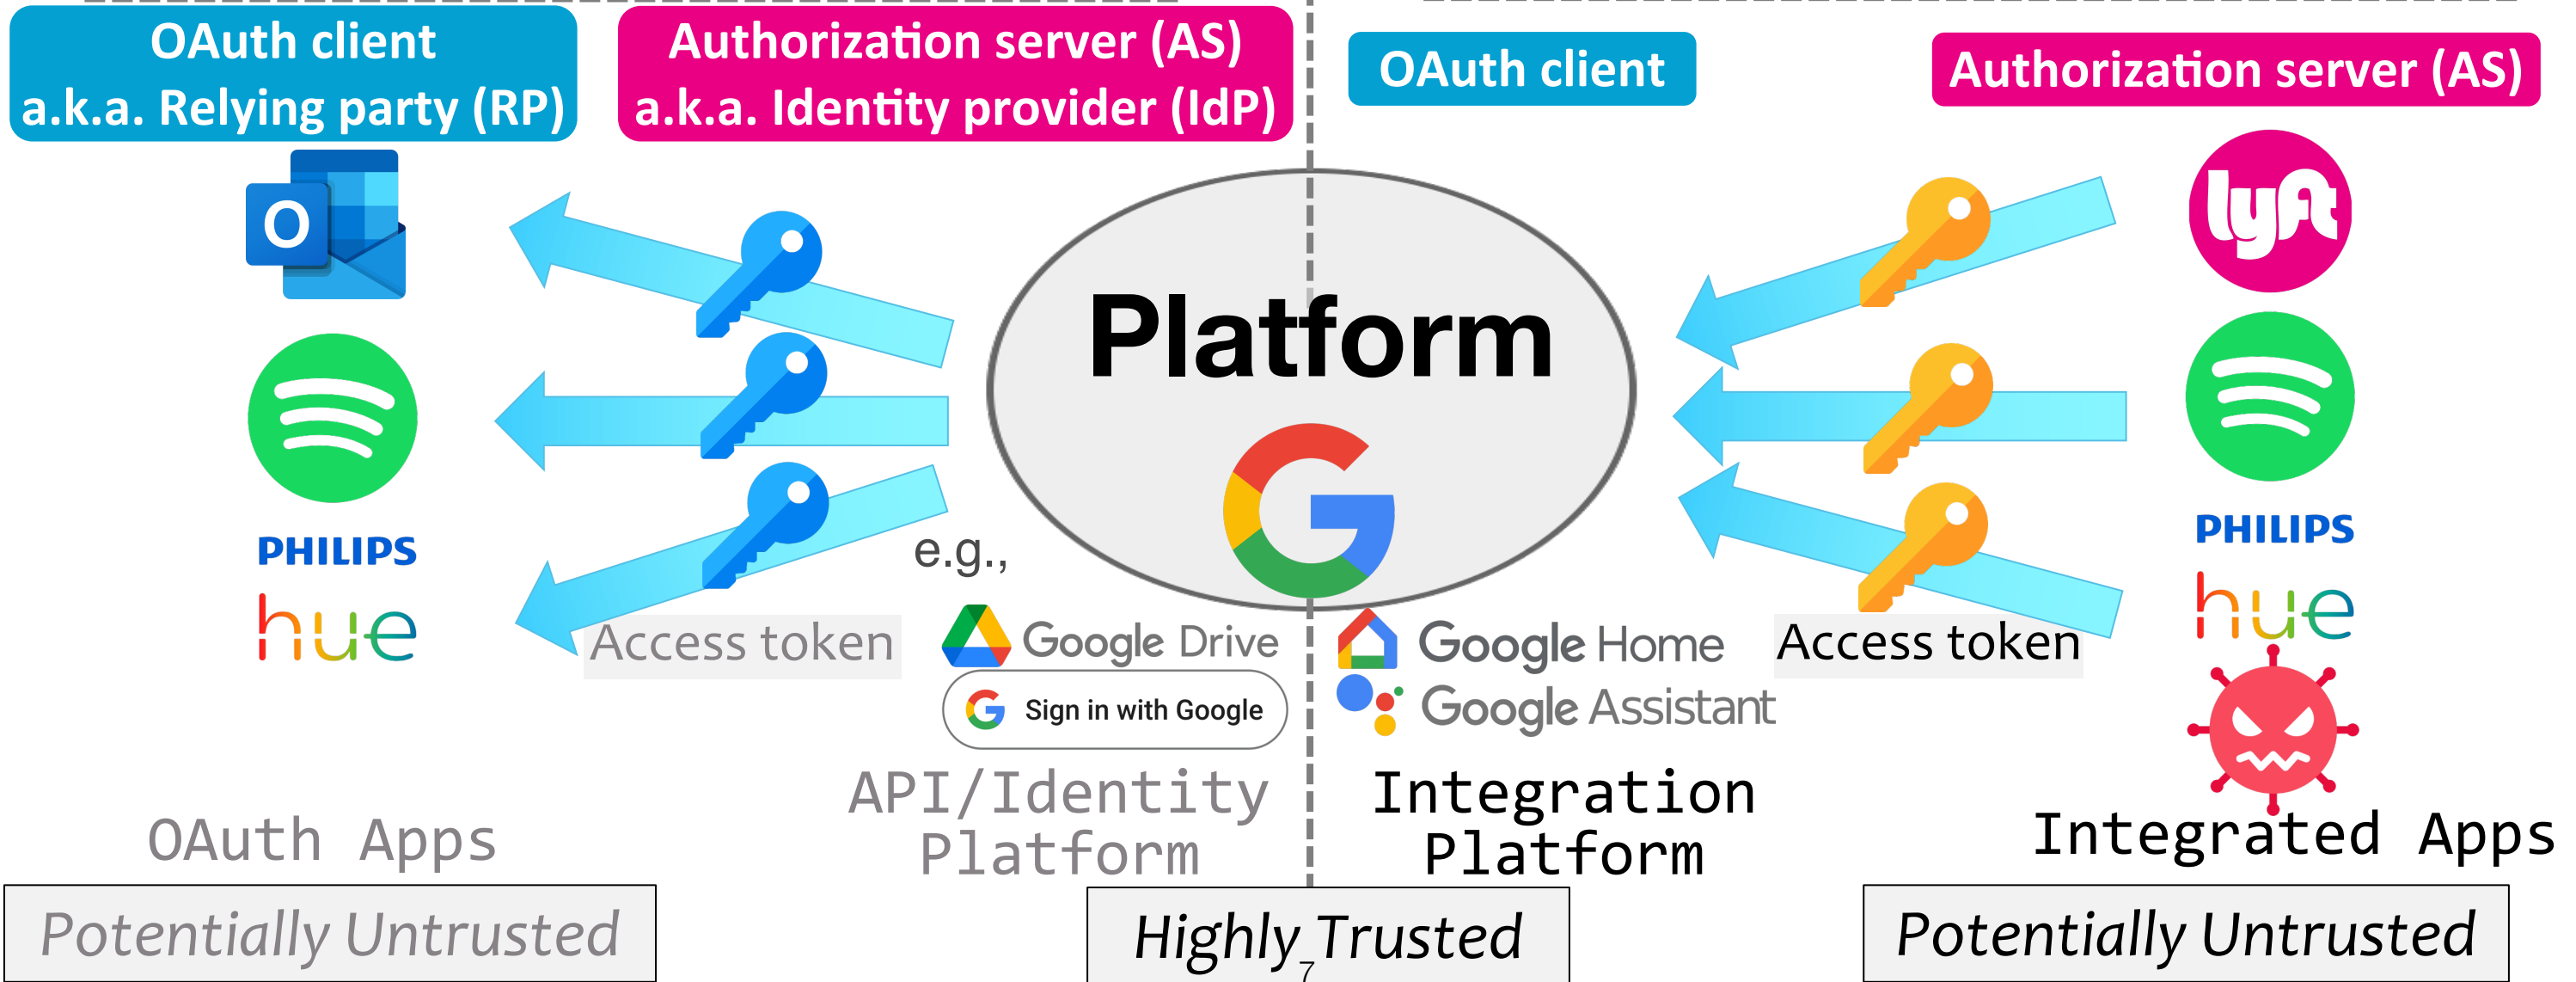 OAuth client
a.k.a. Relying party (RP)
Authorization server (AS)
a.k.a. Identity provider (IdP)
OAuth client
Authorization server (AS)
O
lyft
Platform
PHILIPS
hue
PHILIPS
hue
e.g.,
Access token
Google Drive
Sign in with Google
Google Home
Google Assistant
Access token
API/Identity
Platform
Integration
Platform
OAuth Apps
Integrated Apps
Potentially Untrusted
Highly Trusted
7
Potentially Untrusted